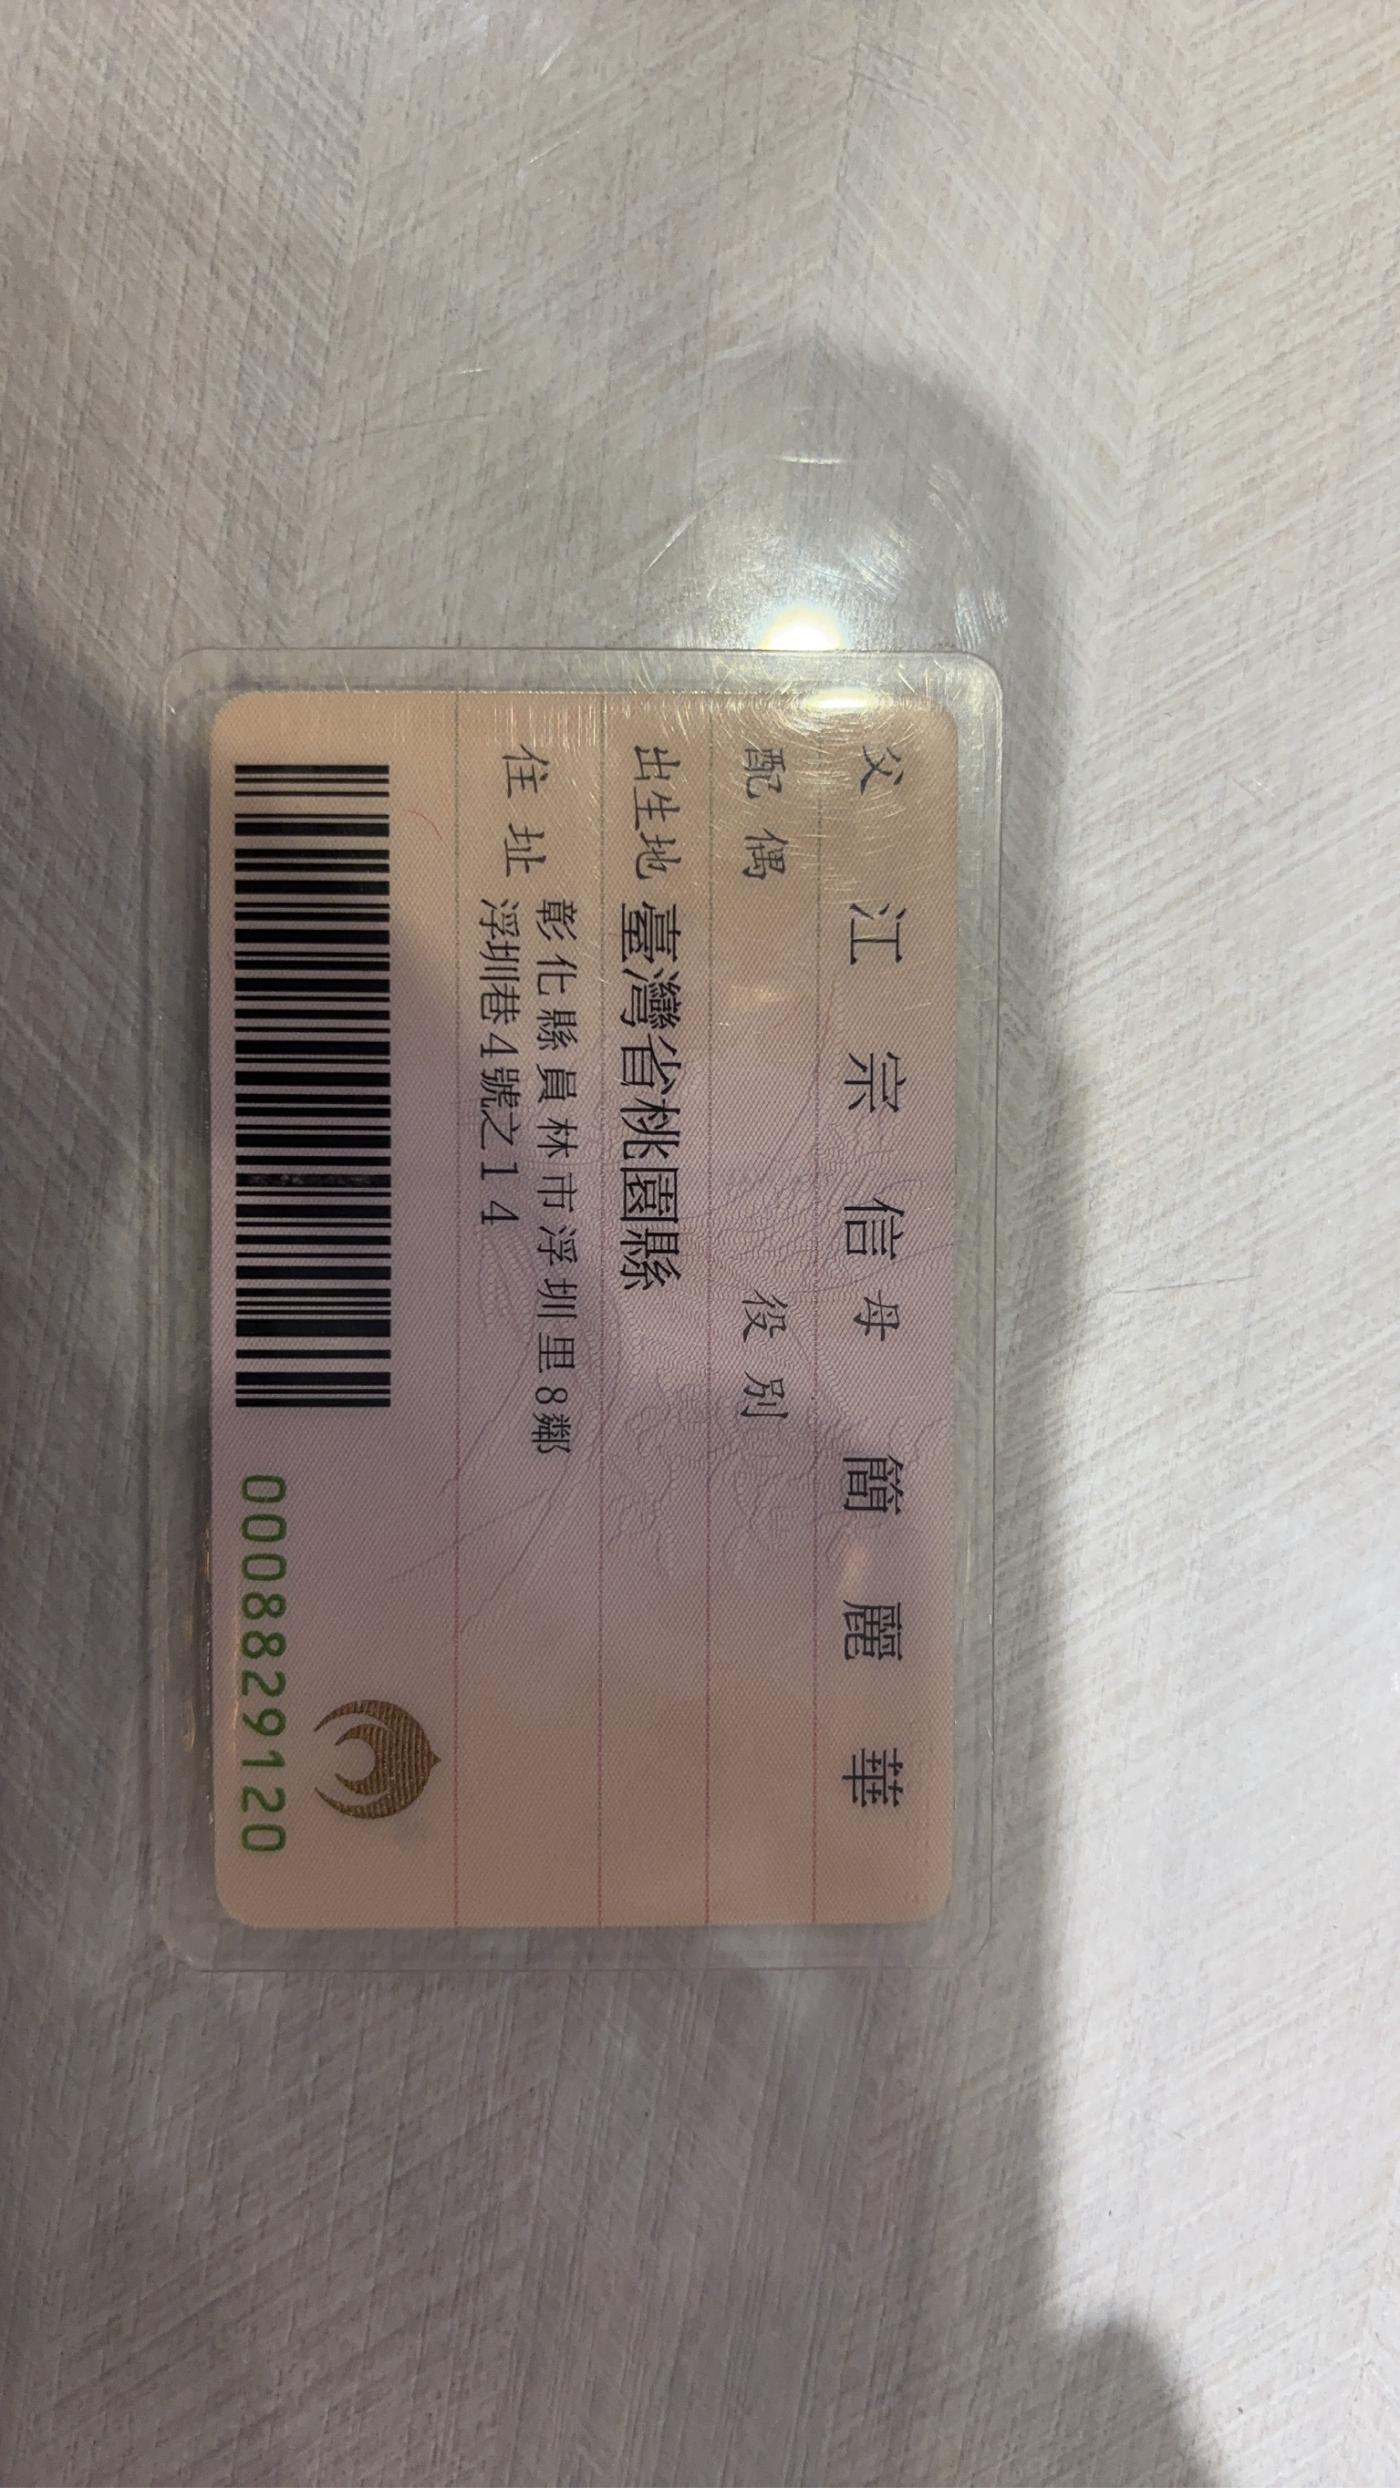 父 江宗信 母 簡麗華
配偶 役別
出生地 臺灣省桃園縣
住址 彰化縣員林市浮圳里8鄰
浮圳巷4號之14
0008829120